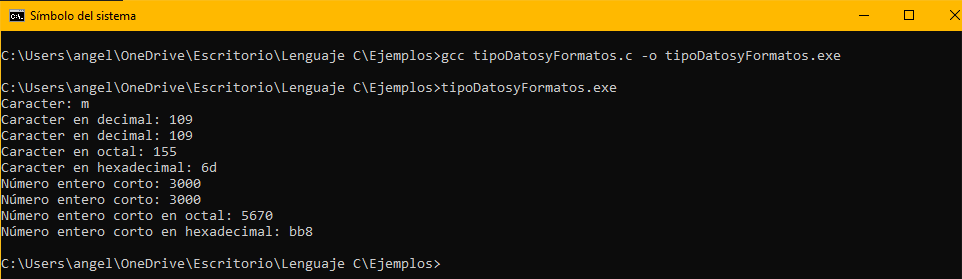 Símbolo del sistema
C:\Users\angel\OneDrive\Escritorio\Lenguaje C\Ejemplos>gcc tipoDatosyFormatos.c -o tipoDatosyFormatos.exe
C:\Users\angel\OneDrive\Escritorio\Lenguaje C\Ejemplos>tipoDatosyFormatos.exe
Caracter: m
Caracter en decimal: 109
Caracter en decimal: 109
Caracter en octal: 155
Caracter en hexadecimal: 6d
Número entero corto: 3000
Número entero corto: 3000
Número entero corto en octal: 5670
Número entero corto en hexadecimal: bb8
C:\Users\angel\OneDrive\Escritorio\Lenguaje C\Ejemplos>